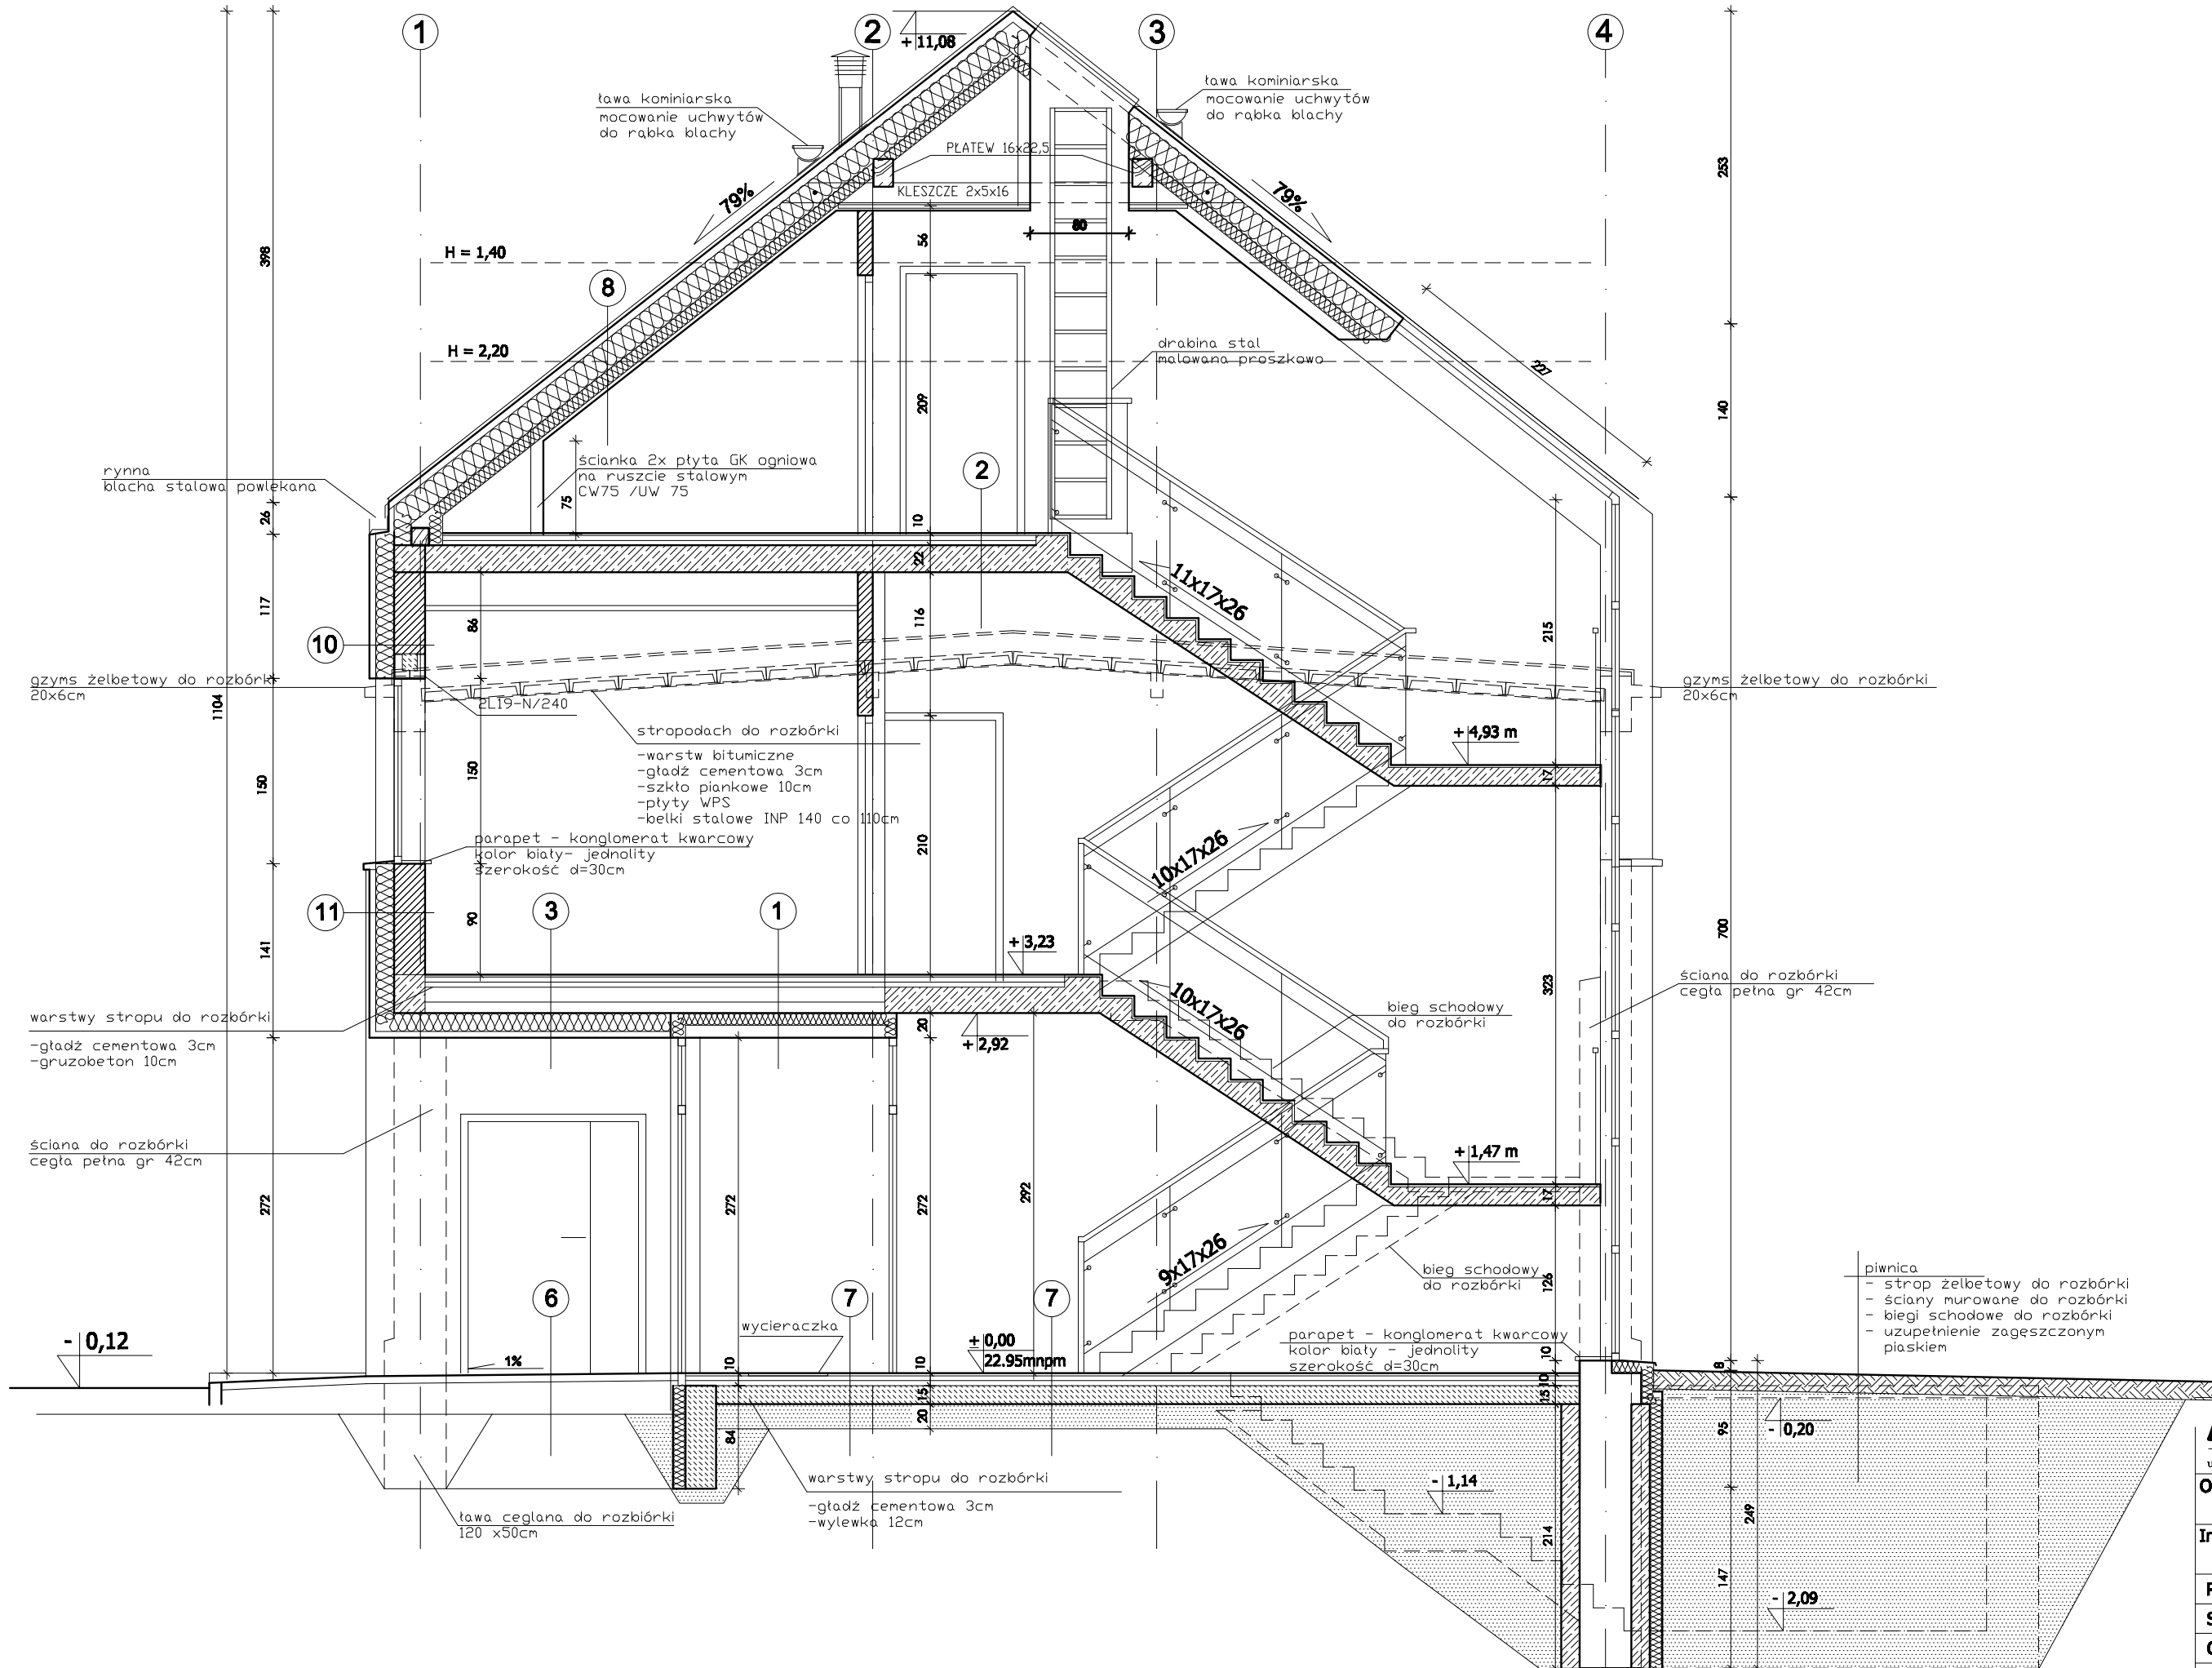 1
2
3
4
+ 11,08
ława kominiarska
mocowanie uchwytów
do rąbka blachy
ława kominiarska
mocowanie uchwytów
do rąbka blachy
PŁATEW 16x22,5
KLESZCZE 2x5x16
79%
79%
80
56
253
398
H = 1,40
8
H = 2,20
drabina stal
malowana proszkowo
227
140
209
rynna
blacha stalowa powlekana
ścianka 2x płyta GK ogniowa
na ruszcie stalowym
CW75 /UW 75
75
2
26
10
22
11x17x26
117
86
116
215
10
gzyms żelbetowy do rozbórki
20x6cm
1104
2L19-N/240
gzyms żelbetowy do rozbórki
20x6cm
stropodach do rozbórki
-warstw bitumiczne
-gładź cementowa 3cm
-szkło piankowe 10cm
-płyty WPS
-belki stalowe INP 140 co 110cm
+ 4,93 m
17
150
150
parapet - konglomerat kwarcowy
kolor biały- jednolity
szerokość d=30cm
210
10x17x26
11
3
1
90
141
+ 3,23
700
323
ściana do rozbórki
cegła pełna gr 42cm
10x17x26
bieg schodowy
do rozbórki
warstwy stropu do rozbórki
-gładź cementowa 3cm
-gruzobeton 10cm
20
+ 2,92
ściana do rozbórki
cegła pełna gr 42cm
+ 1,47 m
17
272
272
272
292
9x17x26
bieg schodowy
do rozbórki
126
piwnica
- strop żelbetowy do rozbórki
- ściany murowane do rozbórki
- biegi schodowe do rozbórki
- uzupełnienie zagęszczonym
piaskiem
6
7
7
- 0,12
wycieraczka
+ 0,00
22.95mnpm
parapet - konglomerat kwarcowy
kolor biały - jednolity
szerokość d=30cm
1%
10
10
10
8
10
15
15
20
84
95
- 0,20
warstwy stropu do rozbórki
-gładź cementowa 3cm
-wylewka 12cm
- 1,14
ława ceglana do rozbiórki
120 x50cm
249
214
147
- 2,09